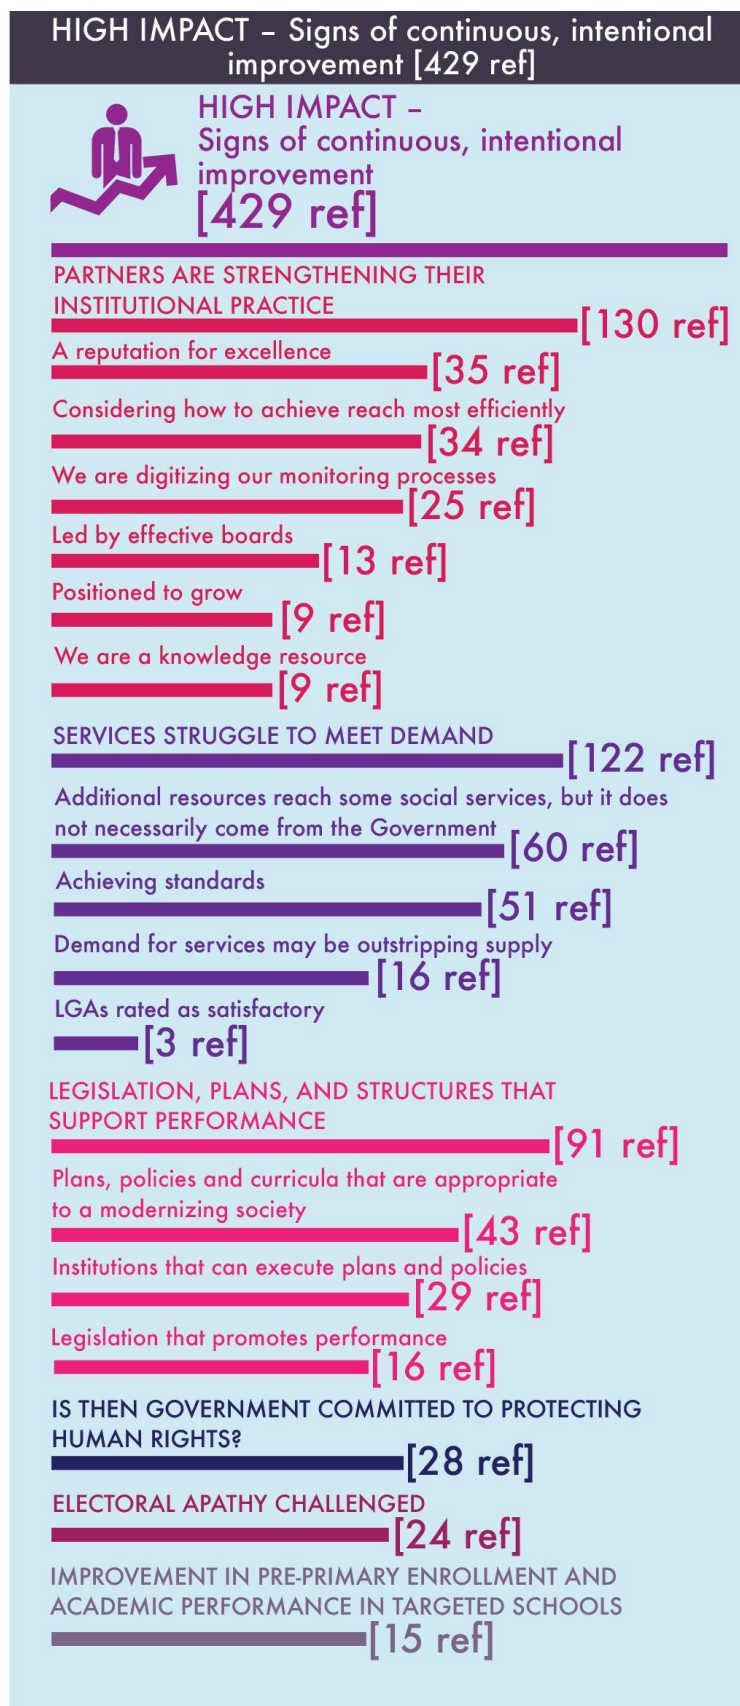 HIGH IMPACT – Signs of continuous, intentional
improvement [429 ref]
HIGH IMPACT –
Signs of continuous, intentional
improvement
[429 ref]
PARTNERS ARE STRENGTHENING THEIR
INSTITUTIONAL PRACTICE
[130 ref]
A reputation for excellence
[35 ref]
Considering how to achieve reach most efficiently
[34 ref]
We are digitizing our monitoring processes
[25 ref]
Led by effective boards
[13 ref]
Positioned to grow
[9 ref]
We are a knowledge resource
[9 ref]
SERVICES STRUGGLE TO MEET DEMAND
[122 ref]
Additional resources reach some social services, but it does
not necessarily come from the Government
[60 ref]
Achieving standards
[51 ref]
Demand for services may be outstripping supply
[16 ref]
LGAs rated as satisfactory
[3 ref]
LEGISLATION, PLANS, AND STRUCTURES THAT
SUPPORT PERFORMANCE
[91 ref]
Plans, policies and curricula that are appropriate
to a modernizing society
[43 ref]
Institutions that can execute plans and policies
[29 ref]
Legislation that promotes performance
[16 ref]
IS THEN GOVERNMENT COMMITTED TO PROTECTING
HUMAN RIGHTS?
[28 ref]
ELECTORAL APATHY CHALLENGED
[24 ref]
IMPROVEMENT IN PRE-PRIMARY ENROLLMENT AND
ACADEMIC PERFORMANCE IN TARGETED SCHOOLS
[15 ref]